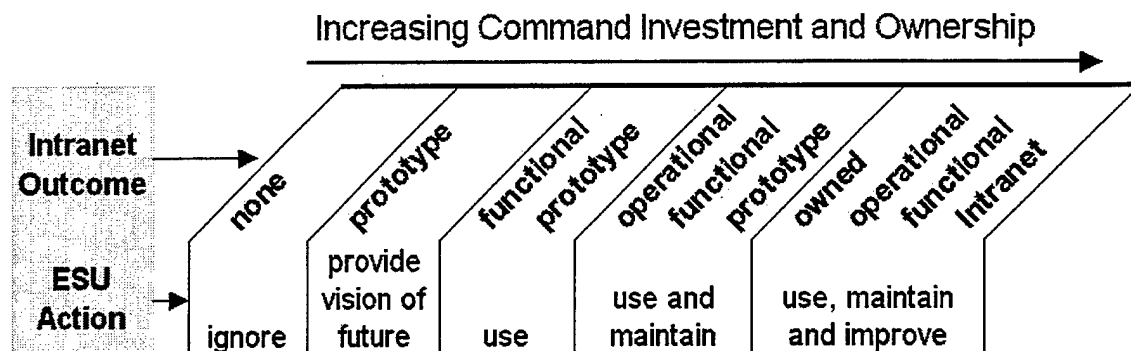 Increasing Command Investment and Ownership
Intranet
Outcome
none
prototype
functional
prototype
operational
functional
prototype
owned
operational
functional
Intranet
ESU
Action
ignore
provide
vision of
future
use
use and
maintain
use, maintain
and improve